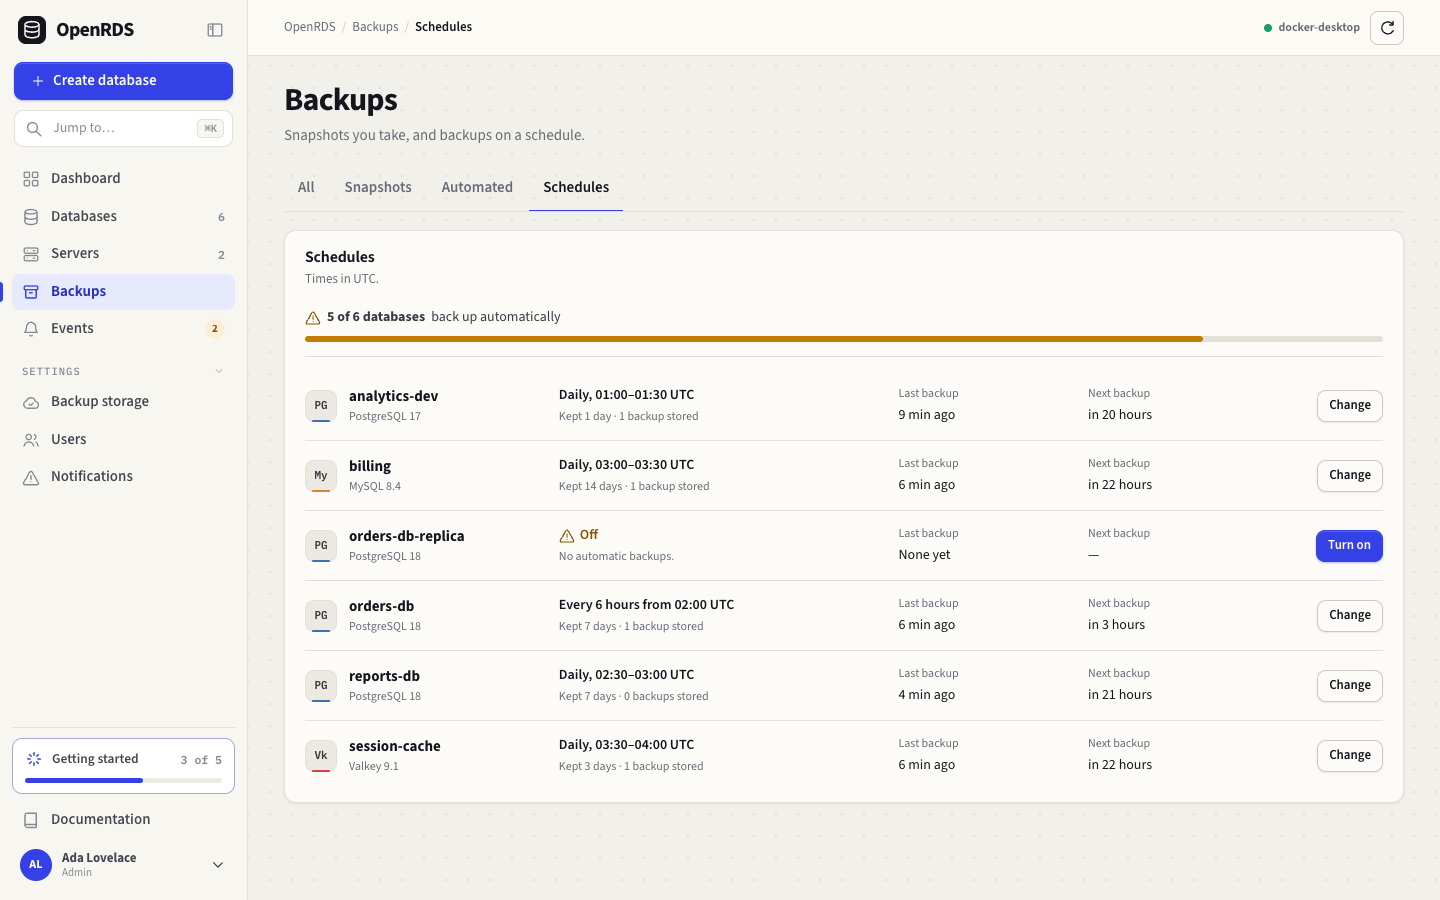 OpenRDS
Create database
Jump to…
⌘K
Dashboard
Databases 6
Servers 2
Backups
Events 2
SETTINGS
Backup storage
Users
Notifications
Getting started 3 of 5
Documentation
AL
Ada Lovelace
Admin
OpenRDS / Backups / Schedules
docker-desktop
Backups
Snapshots you take, and backups on a schedule.
All Snapshots Automated Schedules
Schedules
Times in UTC.
5 of 6 databases back up automatically
PG
analytics-dev
PostgreSQL 17
Daily, 01:00–01:30 UTC
Kept 1 day · 1 backup stored
Last backup
9 min ago
Next backup
in 20 hours
Change
My
billing
MySQL 8.4
Daily, 03:00–03:30 UTC
Kept 14 days · 1 backup stored
Last backup
6 min ago
Next backup
in 22 hours
Change
PG
orders-db-replica
PostgreSQL 18
Off
No automatic backups.
Last backup
None yet
Next backup
—
Turn on
PG
orders-db
PostgreSQL 18
Every 6 hours from 02:00 UTC
Kept 7 days · 1 backup stored
Last backup
6 min ago
Next backup
in 3 hours
Change
PG
reports-db
PostgreSQL 18
Daily, 02:30–03:00 UTC
Kept 7 days · 0 backups stored
Last backup
4 min ago
Next backup
in 21 hours
Change
Vk
session-cache
Valkey 9.1
Daily, 03:30–04:00 UTC
Kept 3 days · 1 backup stored
Last backup
6 min ago
Next backup
in 22 hours
Change